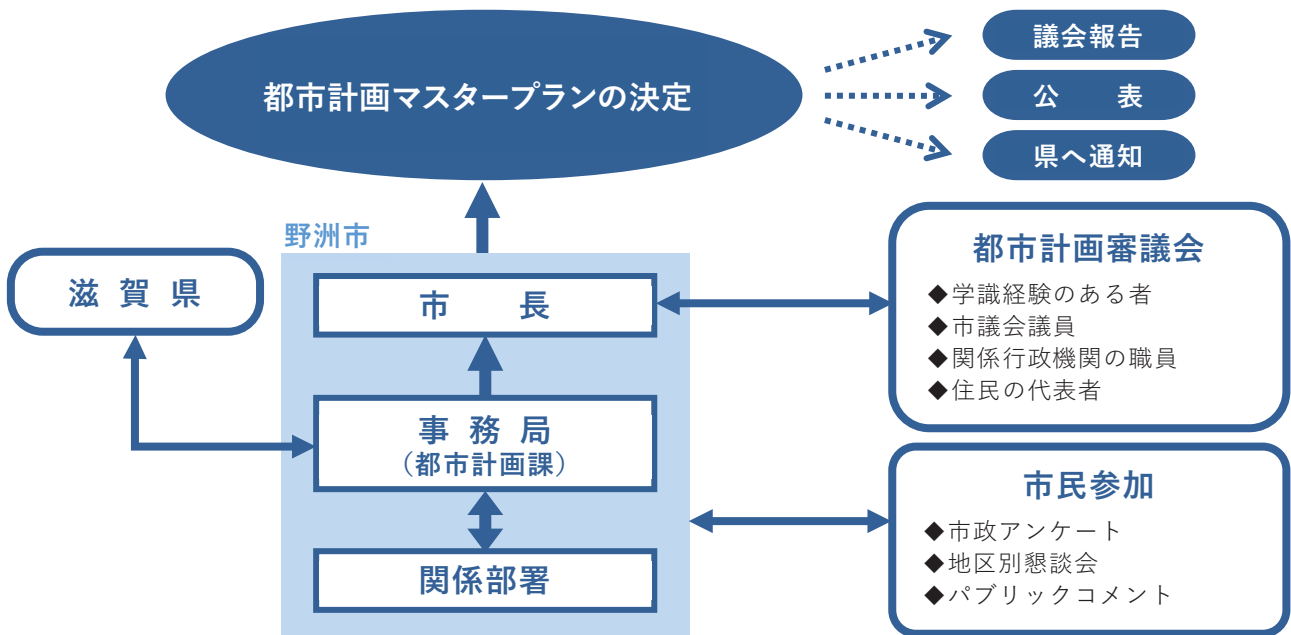 都市計画マスタープランの決定
議会報告
公　表
県へ通知
野洲市
滋賀県
市　長
事務局
（都市計画課）
関係部署
都市計画審議会
◆学識経験のある者
◆市議会議員
◆関係行政機関の職員
◆住民の代表者
市民参加
◆市政アンケート
◆地区別懇談会
◆パブリックコメント